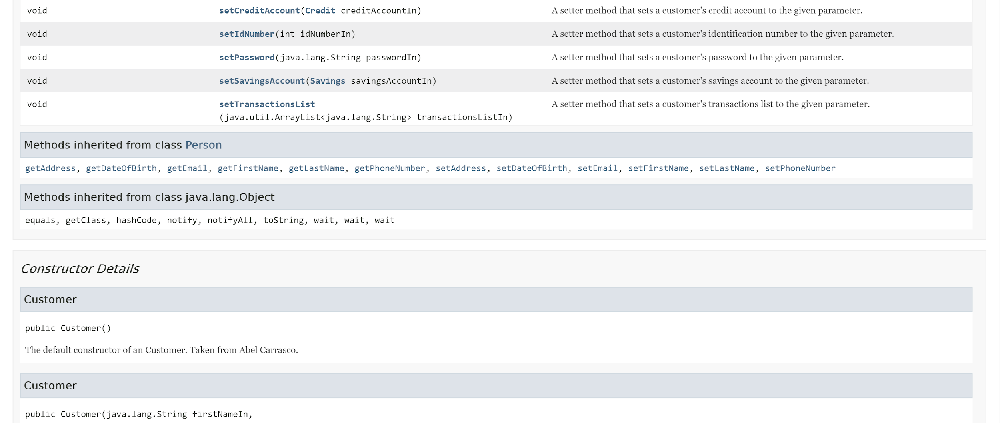 void setCreditAccount(Credit creditAccountIn) A setter method that sets a customer's credit account to the given parameter.
void setIdNumber(int idNumberIn) A setter method that sets a customer's identification number to the given parameter.
void setPassword(java.lang.String passwordIn) A setter method that sets a customer's password to the given parameter.
void setSavingsAccount(Savings savingsAccountIn) A setter method that sets a customer's savings account to the given parameter.
void setTransactionsList A setter method that sets a customer's transactions list to the given parameter.
(java.util.ArrayList<java.lang.String> transactionsListIn)
Methods inherited from class Person
getAddress, getDateOfBirth, getEmail, getFirstName, getLastName, getPhoneNumber, setAddress, setDateOfBirth, setEmail, setFirstName, setLastName, setPhoneNumber
Methods inherited from class java.lang.Object
equals, getClass, hashCode, notify, notifyAll, toString, wait, wait, wait
Constructor Details
Customer
public Customer()
The default constructor of an Customer. Taken from Abel Carrasco.
Customer
public Customer(java.lang.String firstNameIn,